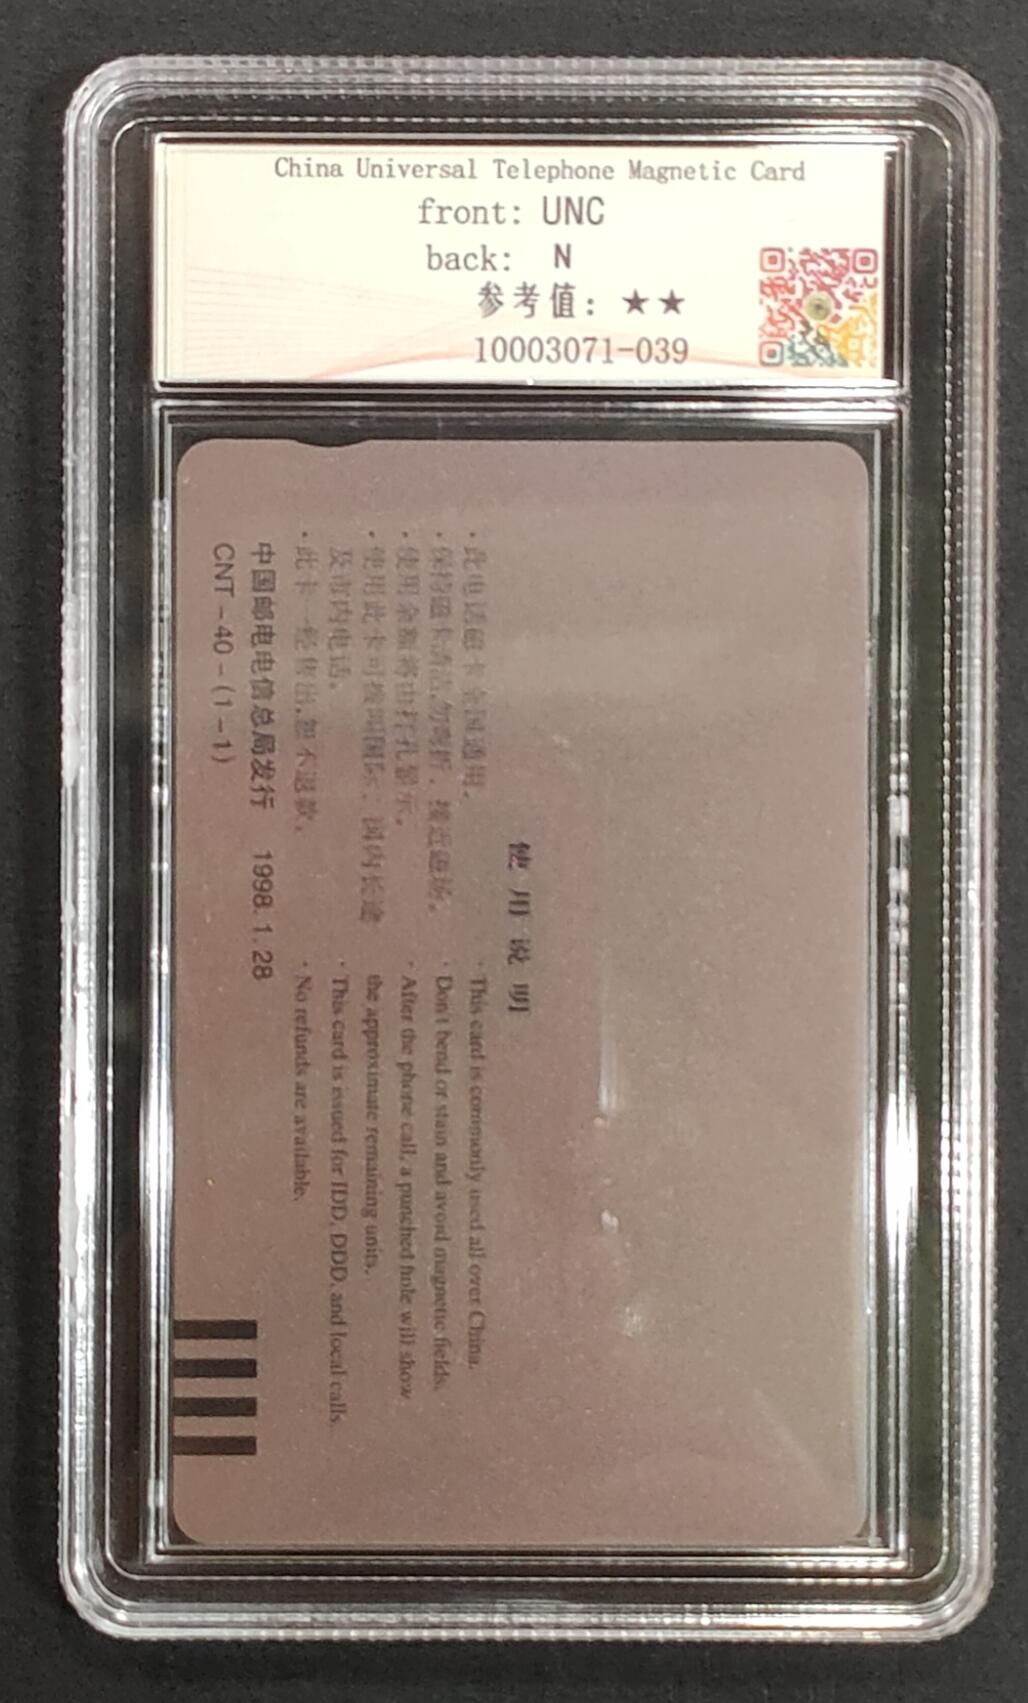 China Universal Telephone Magnetic Card
front: UNC
back: N
参考值：★★
10003071-039
使用说明
·此电话磁卡全国通用。
·保持磁卡清洁,勿弯折、接近磁场。
·使用余额将由打孔显示。
·使用此卡可拨叫国际、国内长途
及市内电话。
·此卡一经售出,恕不退款。
·This card is commonly used all over China.
·Don't bend or stain and avoid magnetic fields.
·After the phone call, a punched hole will show
the approximate remaining units.
·This card is issued for IDD, DDD, and local calls.
·No refunds are available.
中国邮电电信总局发行 1998.1.28
CNT-40-(1-1)